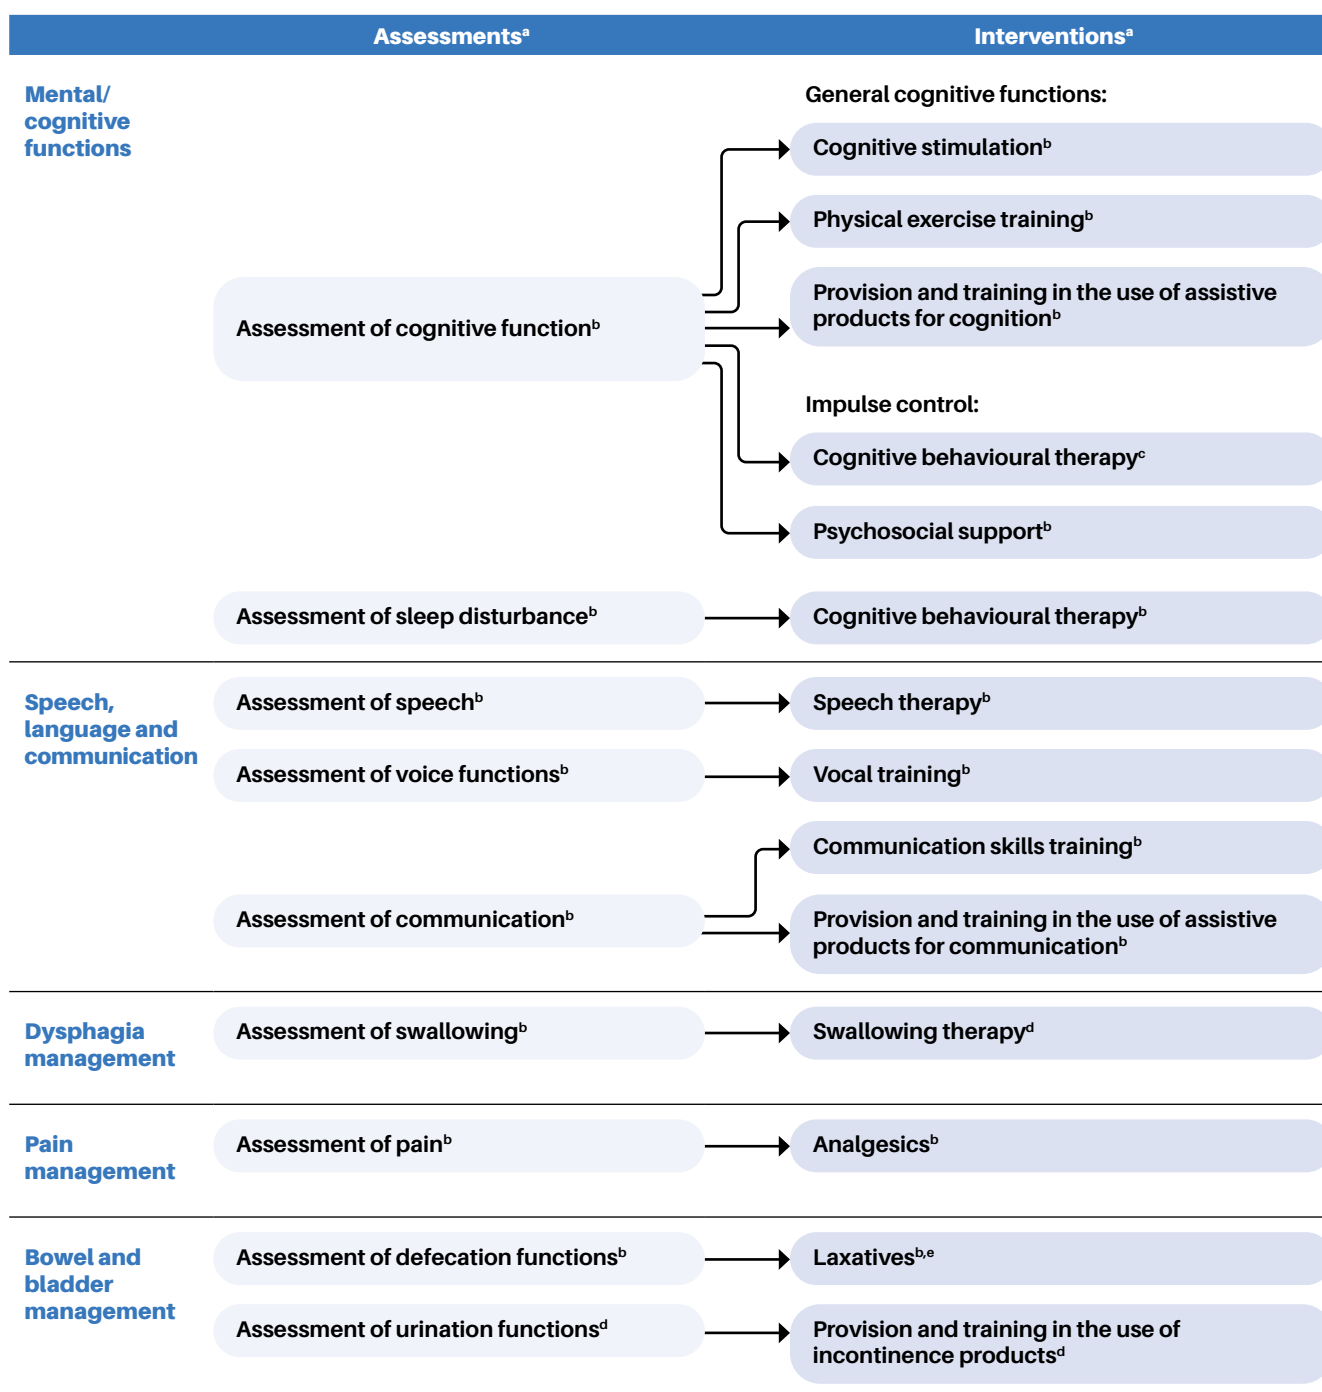 Assessmentsᵃ
Interventionsᵃ
Mental/
cognitive
functions
General cognitive functions:
Cognitive stimulationᵇ
Physical exercise trainingᵇ
Provision and training in the use of assistive
products for cognitionᵇ
Assessment of cognitive functionᵇ
Impulse control:
Cognitive behavioural therapyᶜ
Psychosocial supportᵇ
Assessment of sleep disturbanceᵇ
Cognitive behavioural therapyᵇ
Speech,
language and
communication
Assessment of speechᵇ
Speech therapyᵇ
Assessment of voice functionsᵇ
Vocal trainingᵇ
Communication skills trainingᵇ
Assessment of communicationᵇ
Provision and training in the use of assistive
products for communicationᵇ
Dysphagia
management
Assessment of swallowingᵇ
Swallowing therapyᵈ
Pain
management
Assessment of painᵇ
Analgesicsᵇ
Bowel and
bladder
management
Assessment of defecation functionsᵇ
Laxativesᵇ,ᵉ
Assessment of urination functionsᵈ
Provision and training in the use of
incontinence productsᵈ